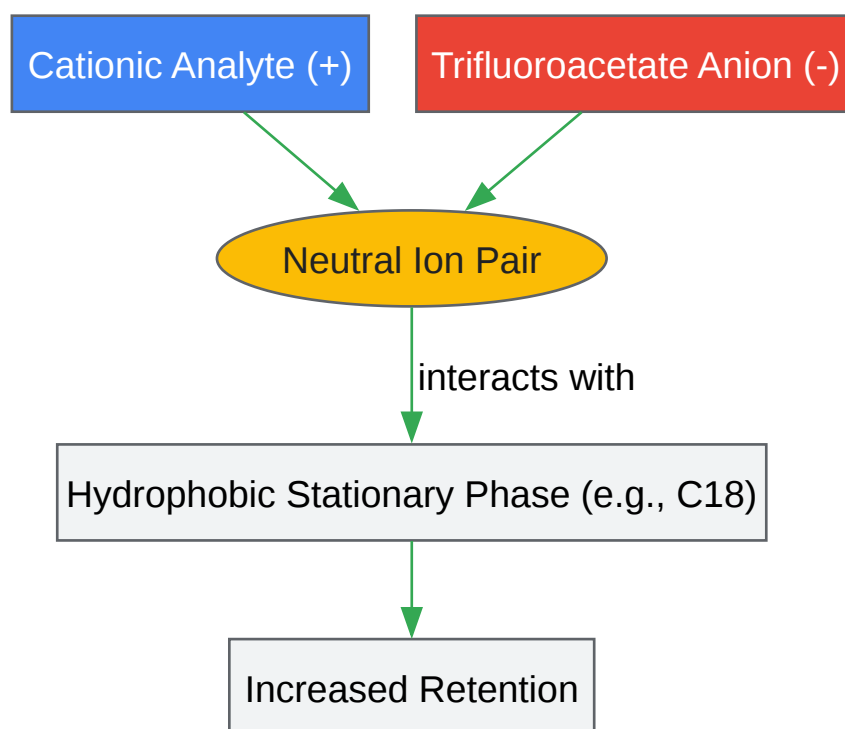 Cationic Analyte (+)
Trifluoroacetate Anion (-)
Neutral Ion Pair
interacts with
Hydrophobic Stationary Phase (e.g., C18)
Increased Retention